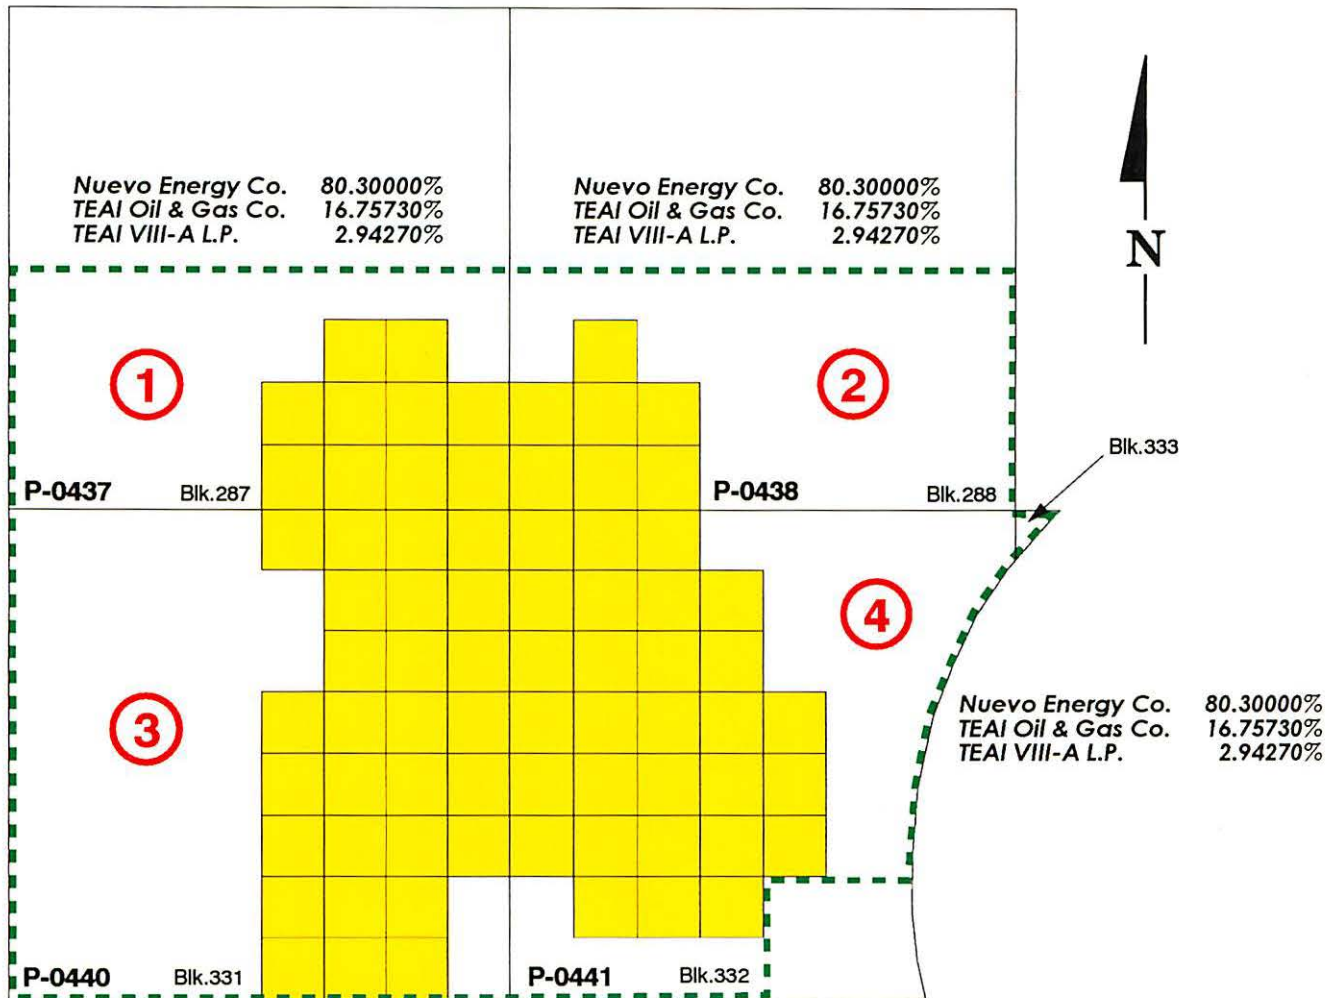 Nuevo Energy Co. 80.30000%
TEAI Oil & Gas Co. 16.75730%
TEAI VIII-A L.P. 2.94270%
Nuevo Energy Co. 80.30000%
TEAI Oil & Gas Co. 16.75730%
TEAI VIII-A L.P. 2.94270%
N
1
2
Blk.333
P-0437 Blk.287
P-0438 Blk.288
4
3
Nuevo Energy Co. 80.30000%
TEAI Oil & Gas Co. 16.75730%
TEAI VIII-A L.P. 2.94270%
P-0440 Blk.331
P-0441 Blk.332